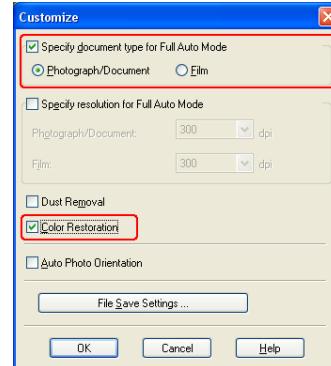 Customize
Specify document type for Full Auto Mode
Photograph/Document Film
Specify resolution for Full Auto Mode
Photograph/Document: 300 dpi
Film: 300 dpi
Dust Removal
Color Restoration
Auto Photo Orientation
File Save Settings ...
OK Cancel Help